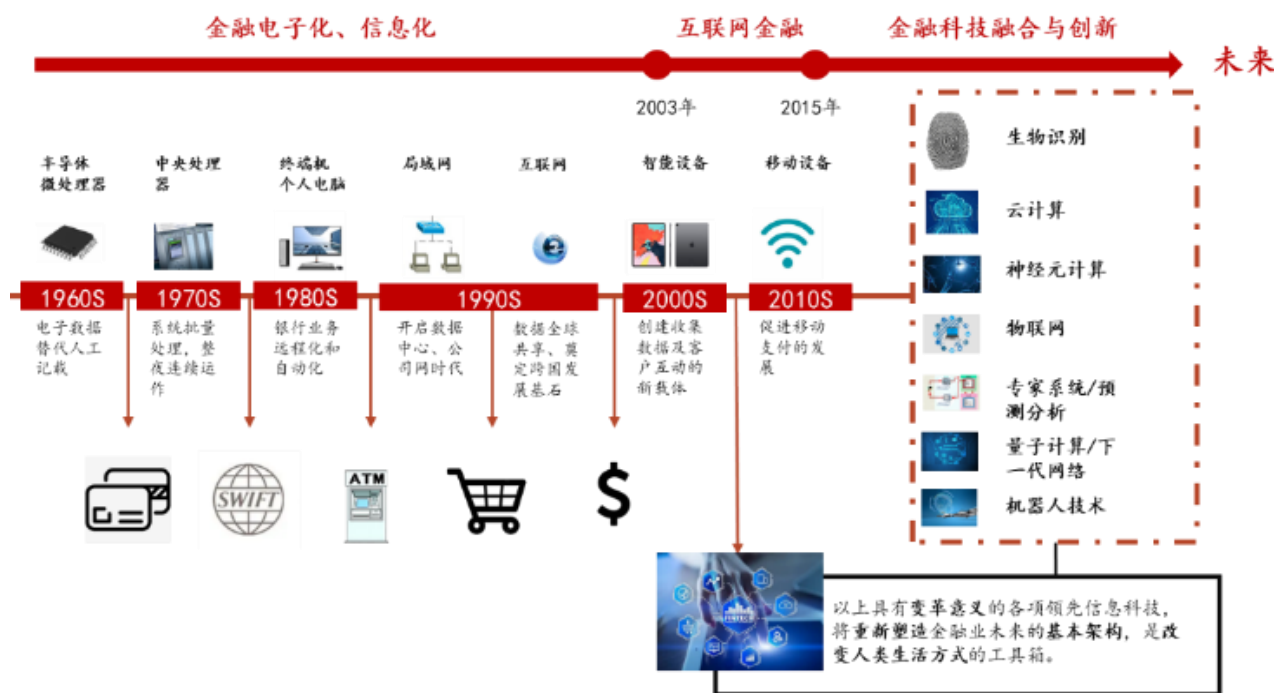 金融电子化、信息化
互联网金融
金融科技融合与创新
未来
2003年
2015年
半导体
微处理器
中央处理
器
终端机
个人电脑
局域网
互联网
智能设备
移动设备
1960S
1970S
1980S
1990S
2000S
2010S
电子数据
替代人工
记载
系统批量
处理，整
夜连续运
作
银行业务
远程化和
自动化
开启数据
中心、公
司网时代
数据全球
共享、奠
定跨国发
展基石
创建收集
数据及客
户互动的
新载体
促进移动
支付的发
展
SWIFT
ATM
$
生物识别
云计算
神经元计算
物联网
专家系统/预
测分析
量子计算/下
一代网络
机器人技术
FINTECH
以上具有变革意义的各项领先信息科技，
将重新塑造金融业未来的基本架构，是改
变人类生活方式的工具箱。